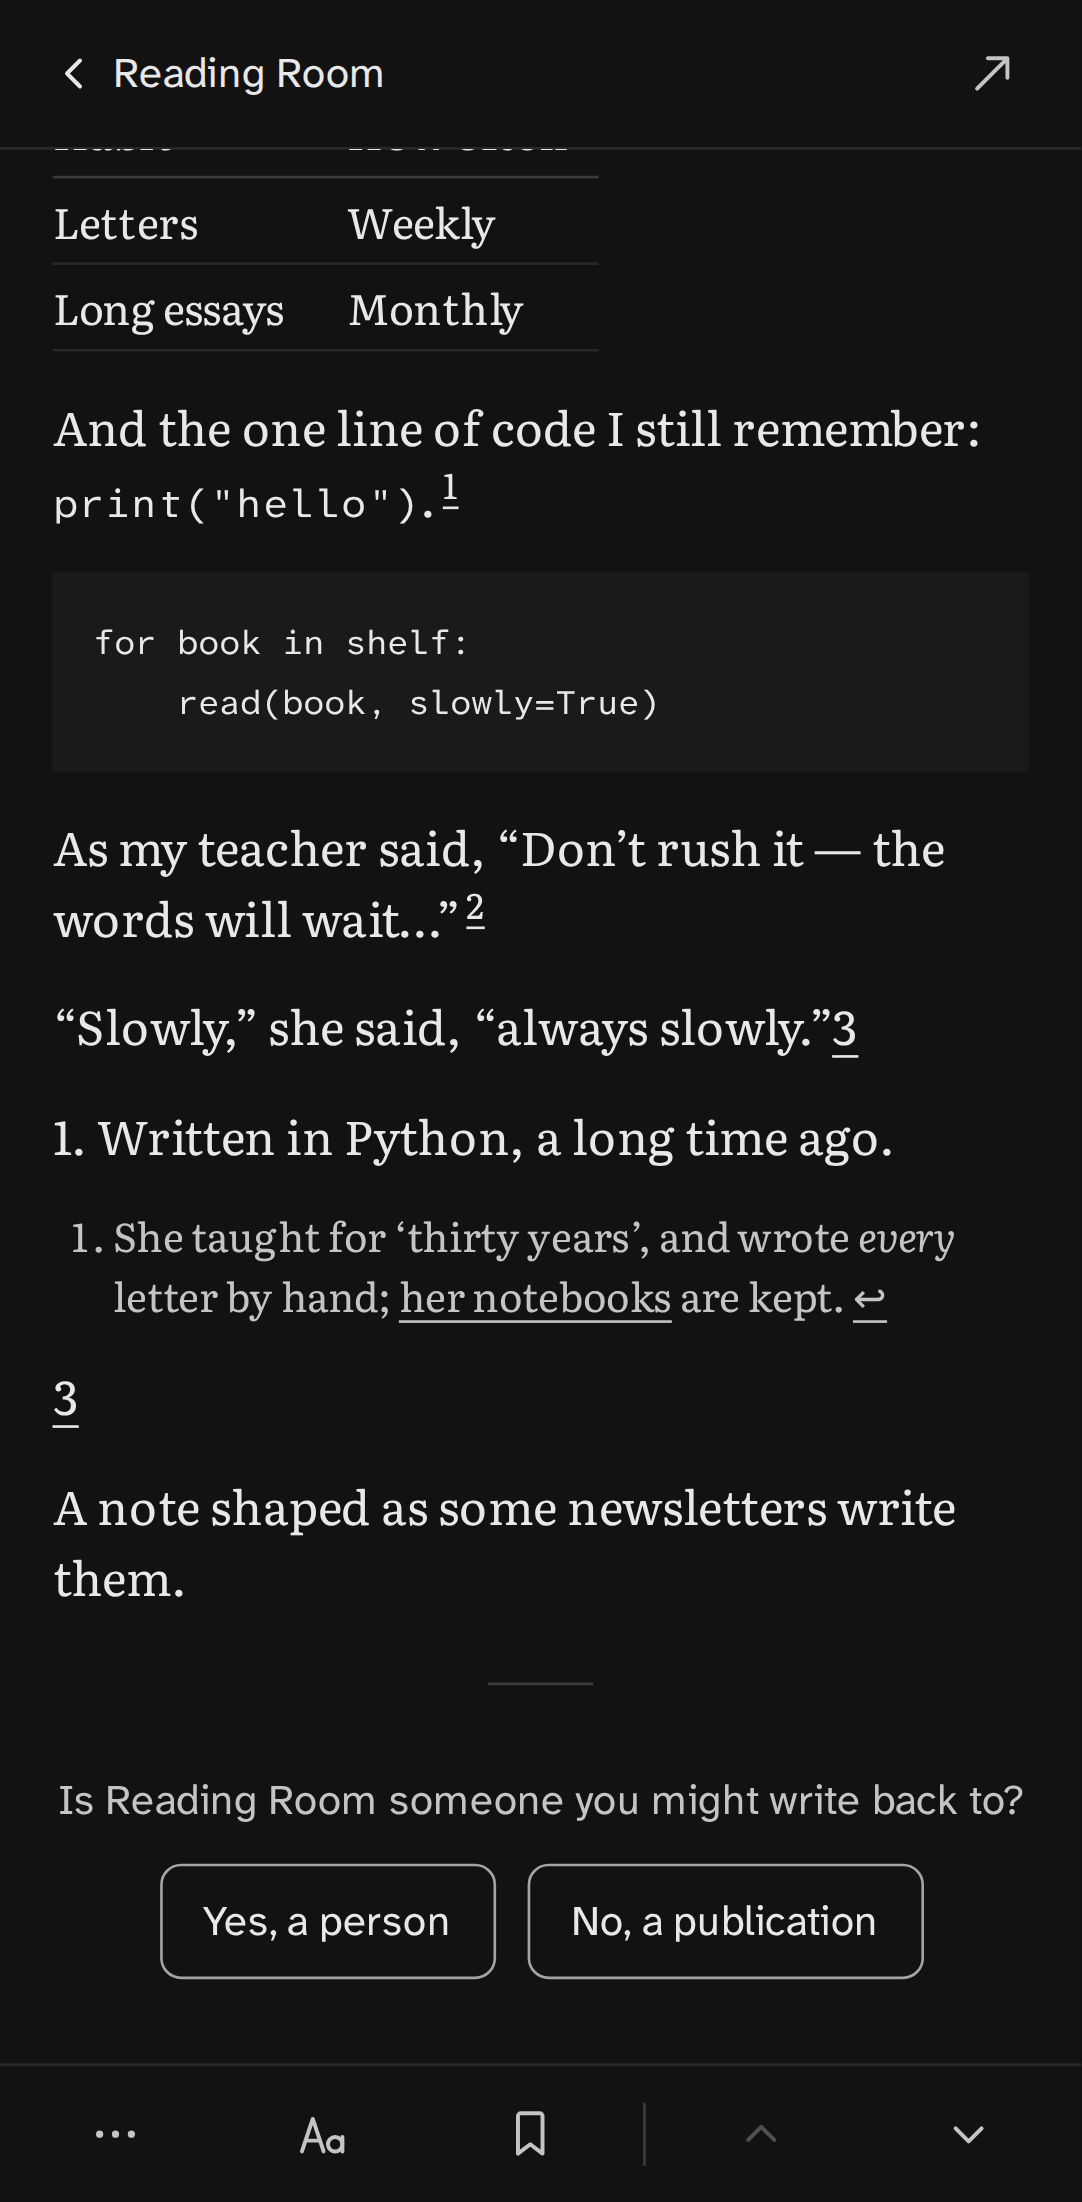 Reading Room
Letters Weekly
Long essays Monthly
And the one line of code I still remember:
print("hello").1
for book in shelf:
    read(book, slowly=True)
As my teacher said, “Don’t rush it — the
words will wait…”2
“Slowly,” she said, “always slowly.”3
1. Written in Python, a long time ago.
1. She taught for ‘thirty years’, and wrote every
letter by hand; her notebooks are kept. ↩
3
A note shaped as some newsletters write
them.
Is Reading Room someone you might write back to?
Yes, a person No, a publication
Aa